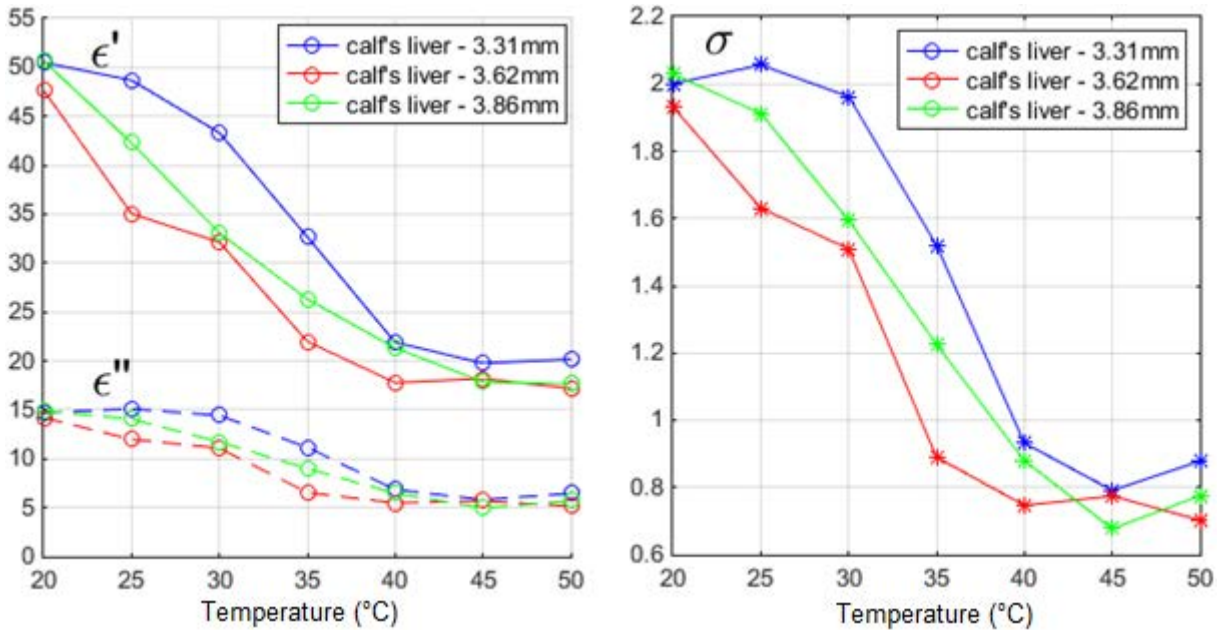 55
50
45
40
35
30
25
20
15
10
5
0
ϵ'
ϵ''
calf's liver - 3.31mm
calf's liver - 3.62mm
calf's liver - 3.86mm
20 25 30 35 40 45 50
Temperature (°C)
2.2
2
1.8
1.6
1.4
1.2
1
0.8
0.6
σ
calf's liver - 3.31mm
calf's liver - 3.62mm
calf's liver - 3.86mm
20 25 30 35 40 45 50
Temperature (°C)